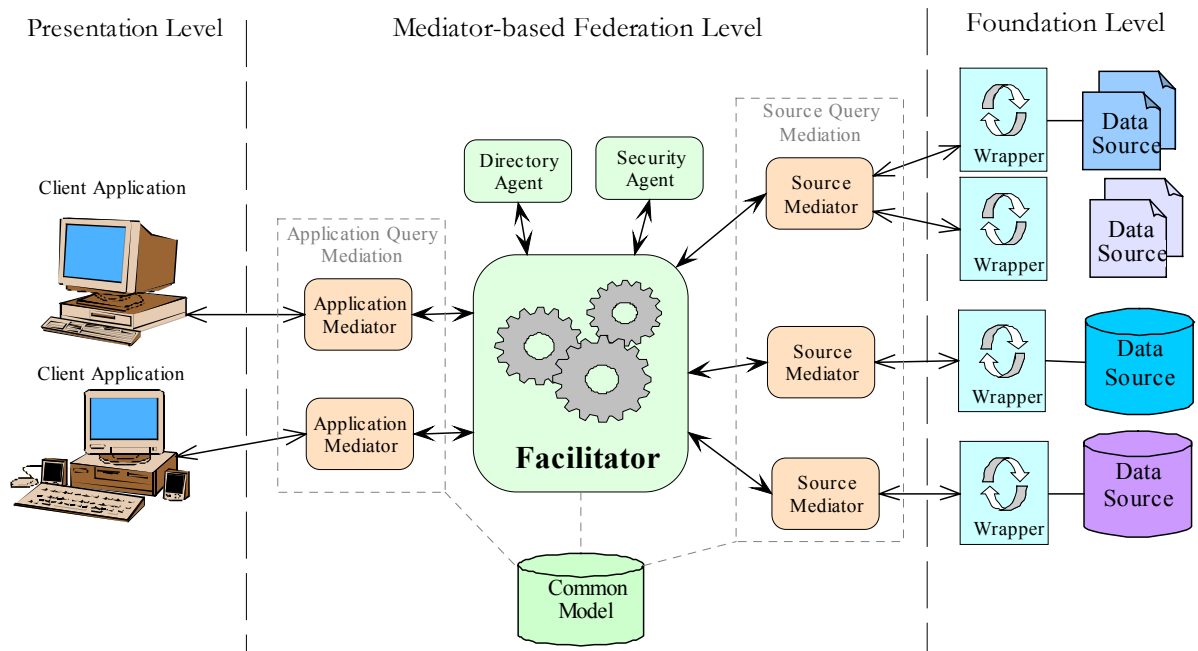 Presentation Level
Mediator-based Federation Level
Foundation Level
Client Application
Client Application
Application Query
Mediation
Application
Mediator
Application
Mediator
Directory
Agent
Security
Agent
Facilitator
Common
Model
Source Query
Mediation
Source
Mediator
Source
Mediator
Source
Mediator
Wrapper
Data
Source
Wrapper
Data
Source
Wrapper
Data
Source
Wrapper
Data
Source